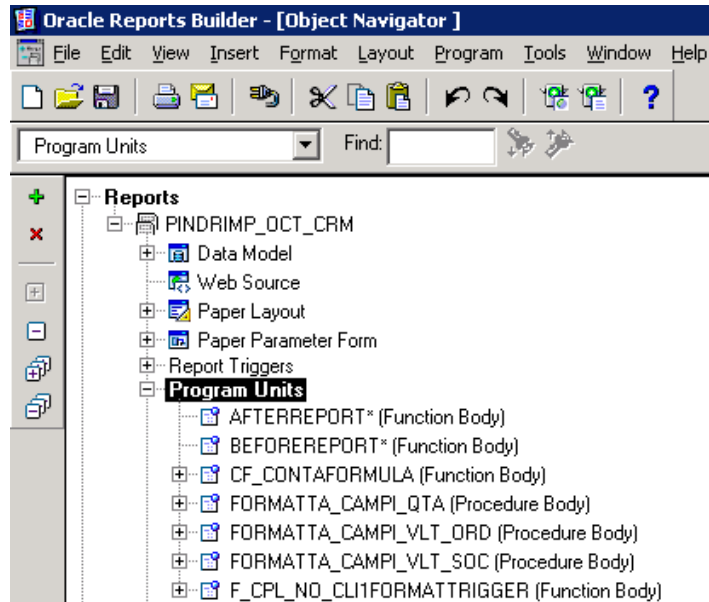 Oracle Reports Builder - [Object Navigator ]
File Edit View Insert Format Layout Program Tools Window Help
Program Units Find:
Reports
PINDRIMP_OCT_CRM
Data Model
Web Source
Paper Layout
Paper Parameter Form
Report Triggers
Program Units
AFTERREPORT* (Function Body)
BEFOREREPORT* (Function Body)
CF_CONTAFORMULA (Function Body)
FORMATTA_CAMPI_QTA (Procedure Body)
FORMATTA_CAMPI_VLT_ORD (Procedure Body)
FORMATTA_CAMPI_VLT_SOC (Procedure Body)
F_CPL_NO_CLI1FORMATTRIGGER (Function Body)